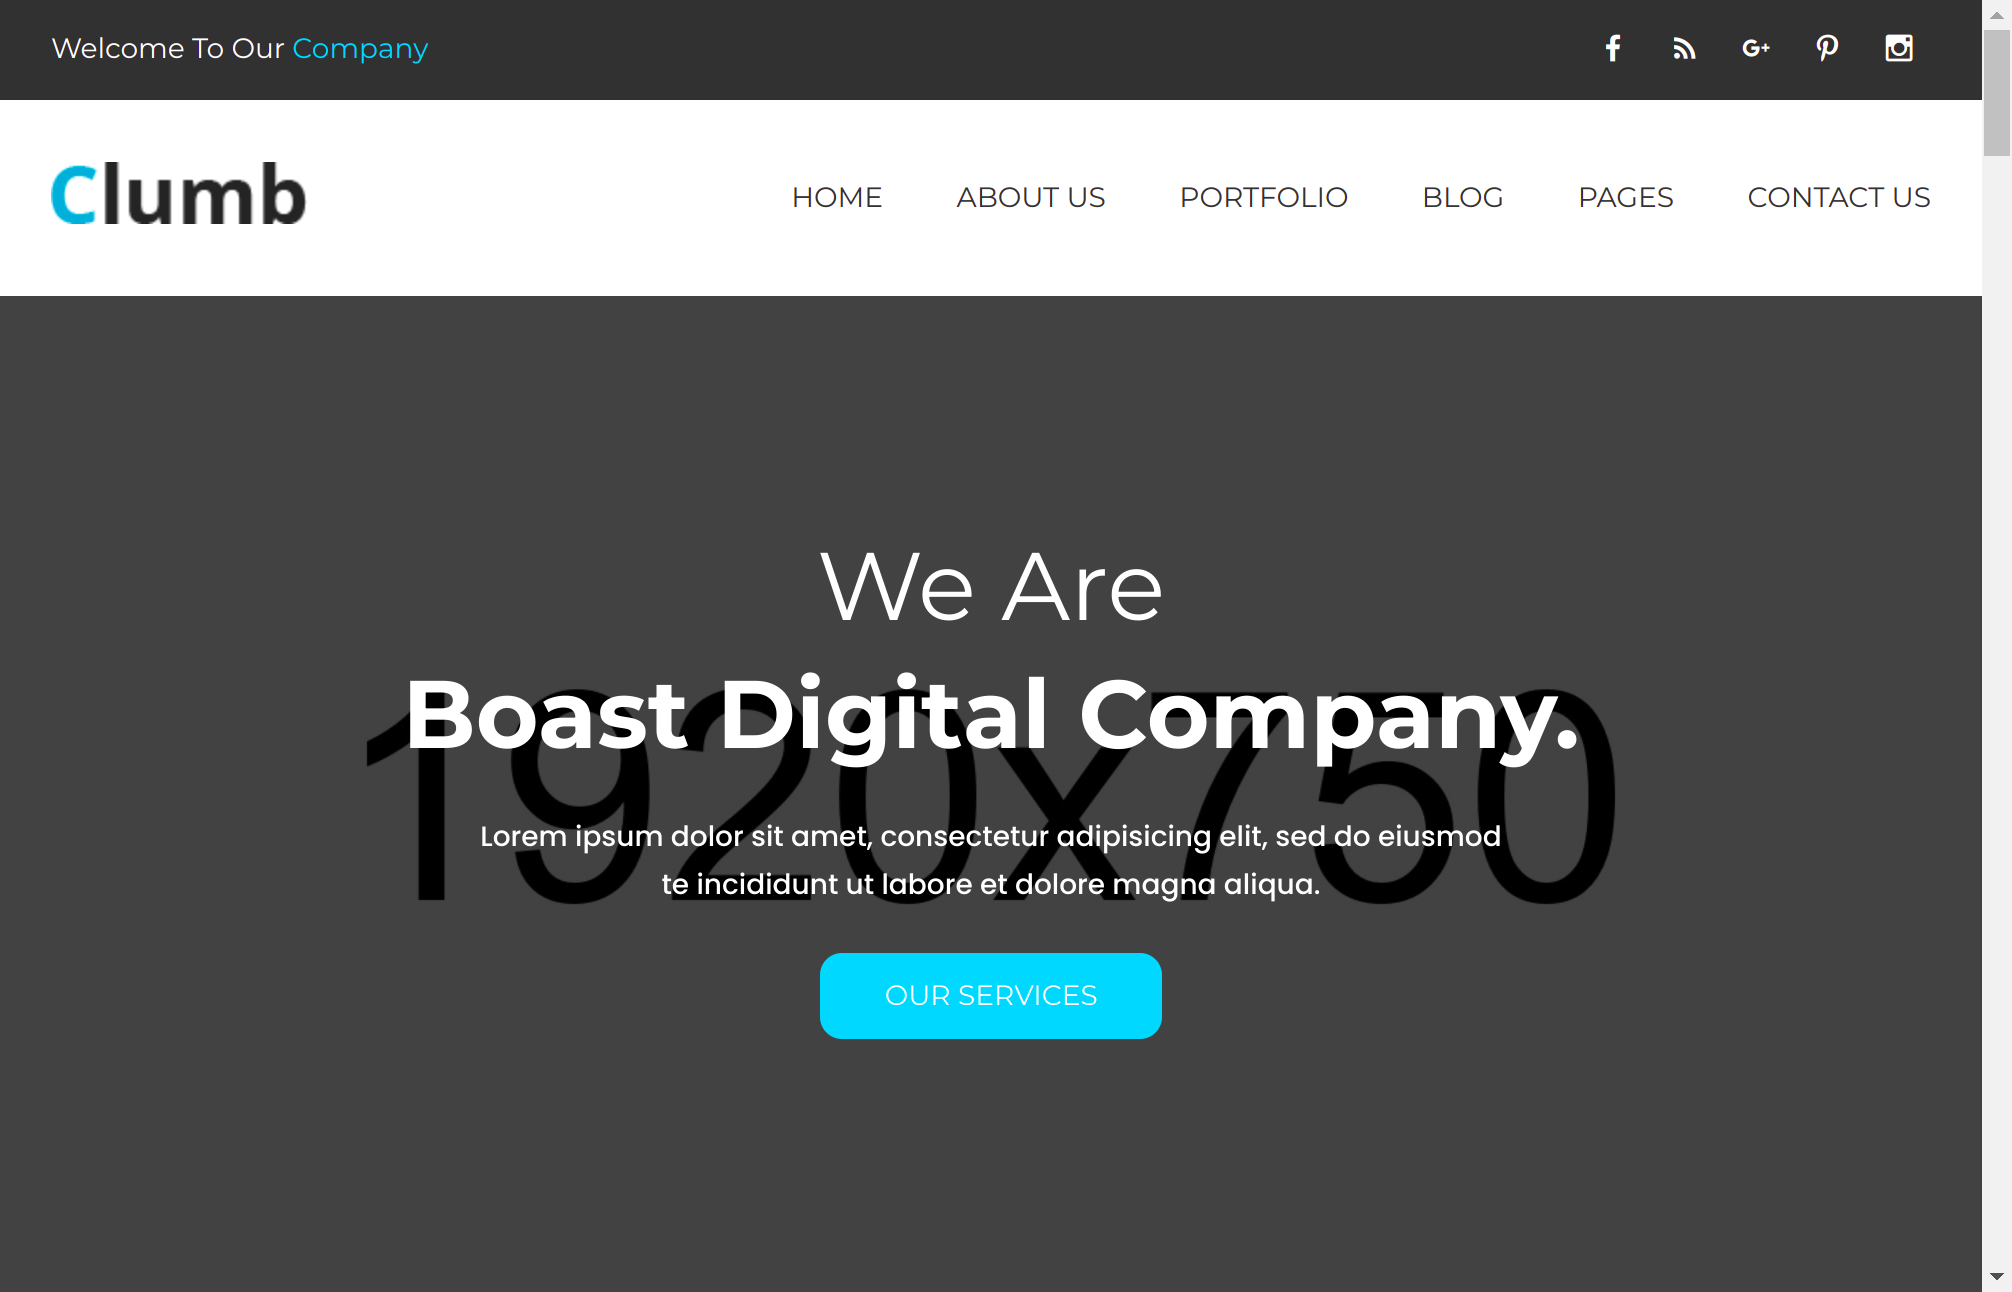 Welcome To Our Company
G+
Clumb
HOME ABOUT US PORTFOLIO BLOG PAGES CONTACT US
We Are
Boast Digital Company.
1920x750
Lorem ipsum dolor sit amet, consectetur adipisicing elit, sed do eiusmod
te incididunt ut labore et dolore magna aliqua.
OUR SERVICES